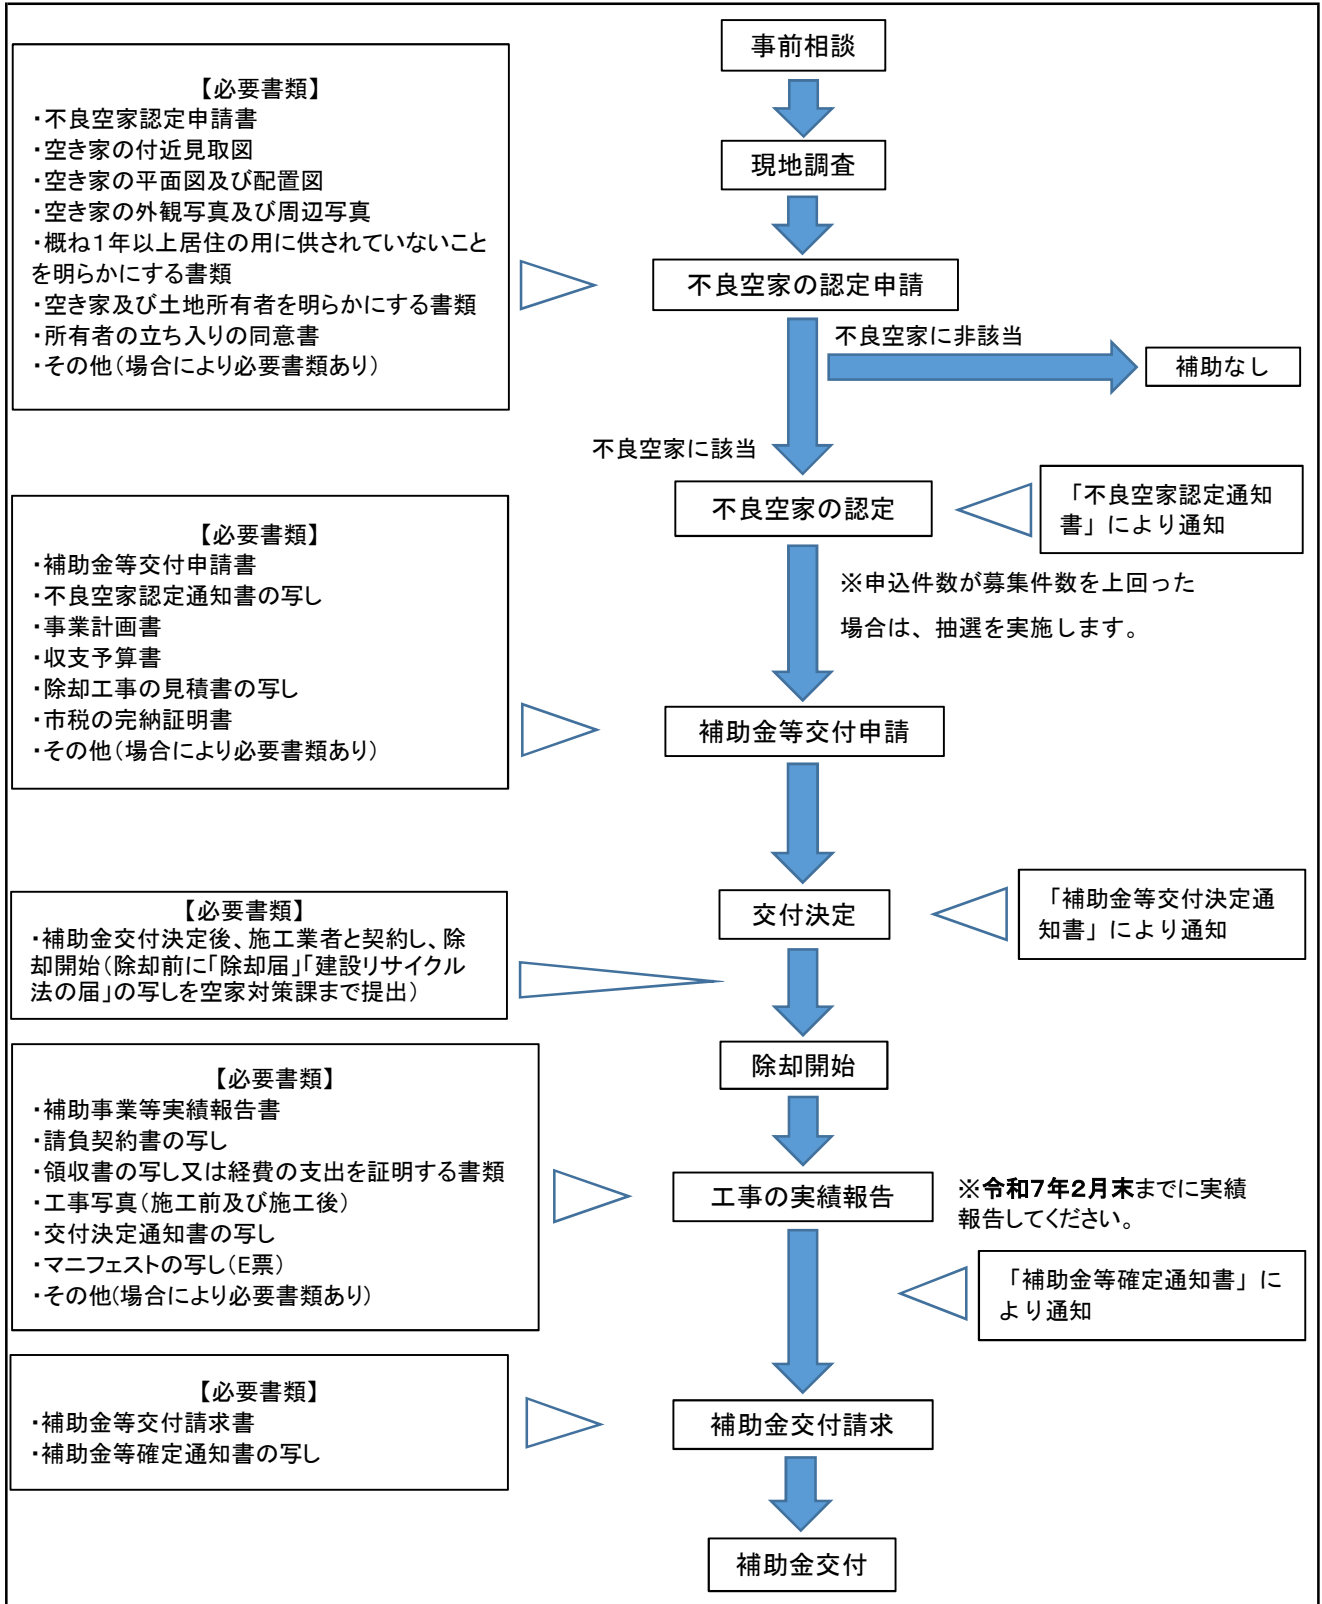 事前相談
現地調査
【必要書類】
・不良空家認定申請書
・空き家の付近見取図
・空き家の平面図及び配置図
・空き家の外観写真及び周辺写真
・概ね1年以上居住の用に供されていないこと
を明らかにする書類
・空き家及び土地所有者を明らかにする書類
・所有者の立ち入りの同意書
・その他(場合により必要書類あり)
不良空家の認定申請
不良空家に非該当
補助なし
不良空家に該当
不良空家の認定
「不良空家認定通知
書」により通知
※申込件数が募集件数を上回った
場合は、抽選を実施します。
【必要書類】
・補助金等交付申請書
・不良空家認定通知書の写し
・事業計画書
・収支予算書
・除却工事の見積書の写し
・市税の完納証明書
・その他(場合により必要書類あり)
補助金等交付申請
交付決定
「補助金等交付決定通
知書」により通知
【必要書類】
・補助金交付決定後、施工業者と契約し、除
却開始(除却前に「除却届」「建設リサイクル
法の届」の写しを空家対策課まで提出)
除却開始
【必要書類】
・補助事業等実績報告書
・請負契約書の写し
・領収書の写し又は経費の支出を証明する書類
・工事写真(施工前及び施工後)
・交付決定通知書の写し
・マニフェストの写し(E票)
・その他(場合により必要書類あり)
工事の実績報告
※令和7年2月末までに実績
報告してください。
「補助金等確定通知書」に
より通知
【必要書類】
・補助金等交付請求書
・補助金等確定通知書の写し
補助金交付請求
補助金交付